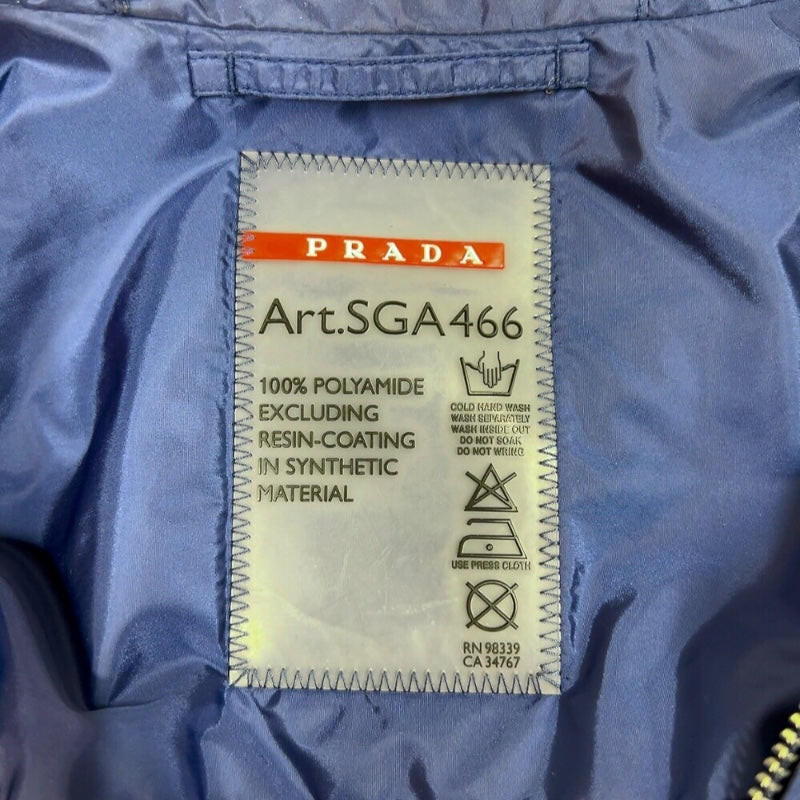 PRADA
Art.SGA466
100% POLYAMIDE
EXCLUDING
RESIN-COATING
IN SYNTHETIC
MATERIAL
COLD HAND WASH
WASH SEPARATELY
WASH INSIDE OUT
DO NOT SOAK
DO NOT WRING
USE PRESS CLOTH
RN 98339
CA 34767